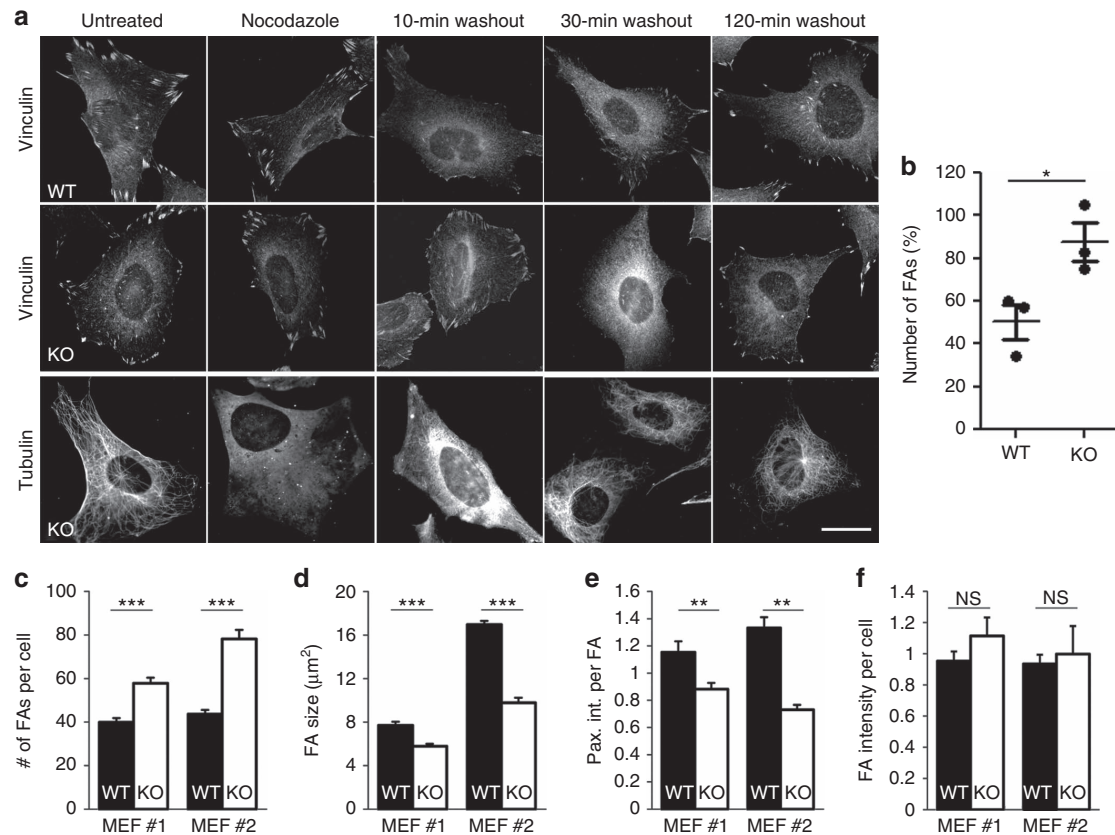 a
Untreated Nocodazole 10-min washout 30-min washout 120-min washout
Vinculin
WT
Vinculin
KO
Tubulin
KO
b
Number of FAs (%)
120
100
80
60
40
20
0
*
WT KO
c
# of FAs per cell
100
80
60
40
20
0
*** ***
WT KO WT KO
MEF #1 MEF #2
d
FA size (μm²)
20
16
12
8
4
0
*** ***
WT KO WT KO
MEF #1 MEF #2
e
Pax. int. per FA
1.6
1.4
1.2
1
0.8
0.6
0.4
0.2
0
** **
WT KO WT KO
MEF #1 MEF #2
f
FA intensity per cell
1.4
1.2
1
0.8
0.6
0.4
0.2
0
NS NS
WT KO WT KO
MEF #1 MEF #2